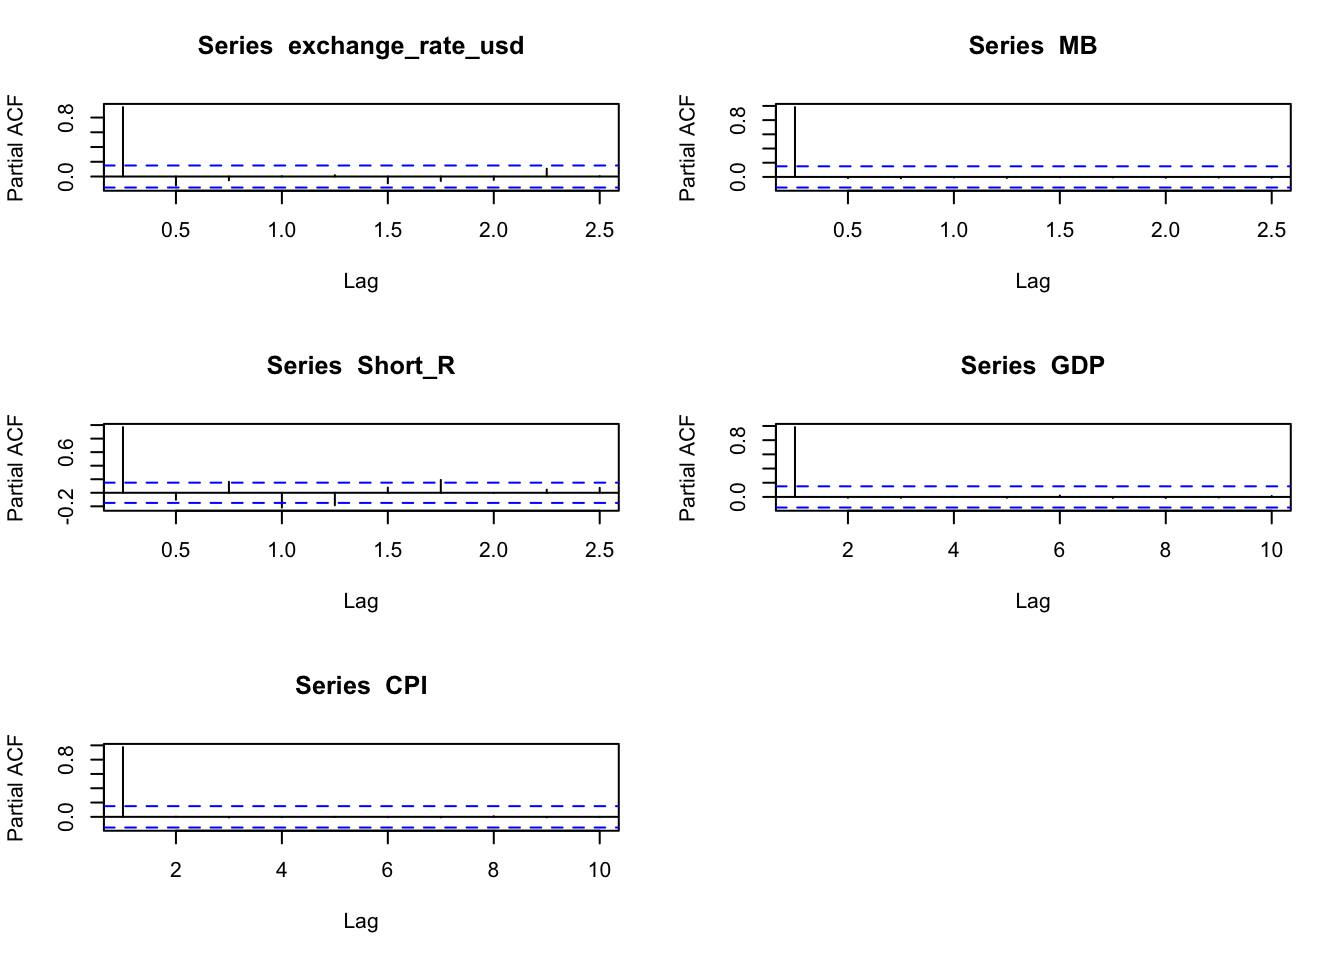 Series  exchange_rate_usd
Partial ACF
0.8
0.0
0.5 1.0 1.5 2.0 2.5
Lag
Series  MB
Partial ACF
0.8
0.0
0.5 1.0 1.5 2.0 2.5
Lag
Series  Short_R
Partial ACF
0.6
-0.2
0.5 1.0 1.5 2.0 2.5
Lag
Series  GDP
Partial ACF
0.8
0.0
2 4 6 8 10
Lag
Series  CPI
Partial ACF
0.8
0.0
2 4 6 8 10
Lag